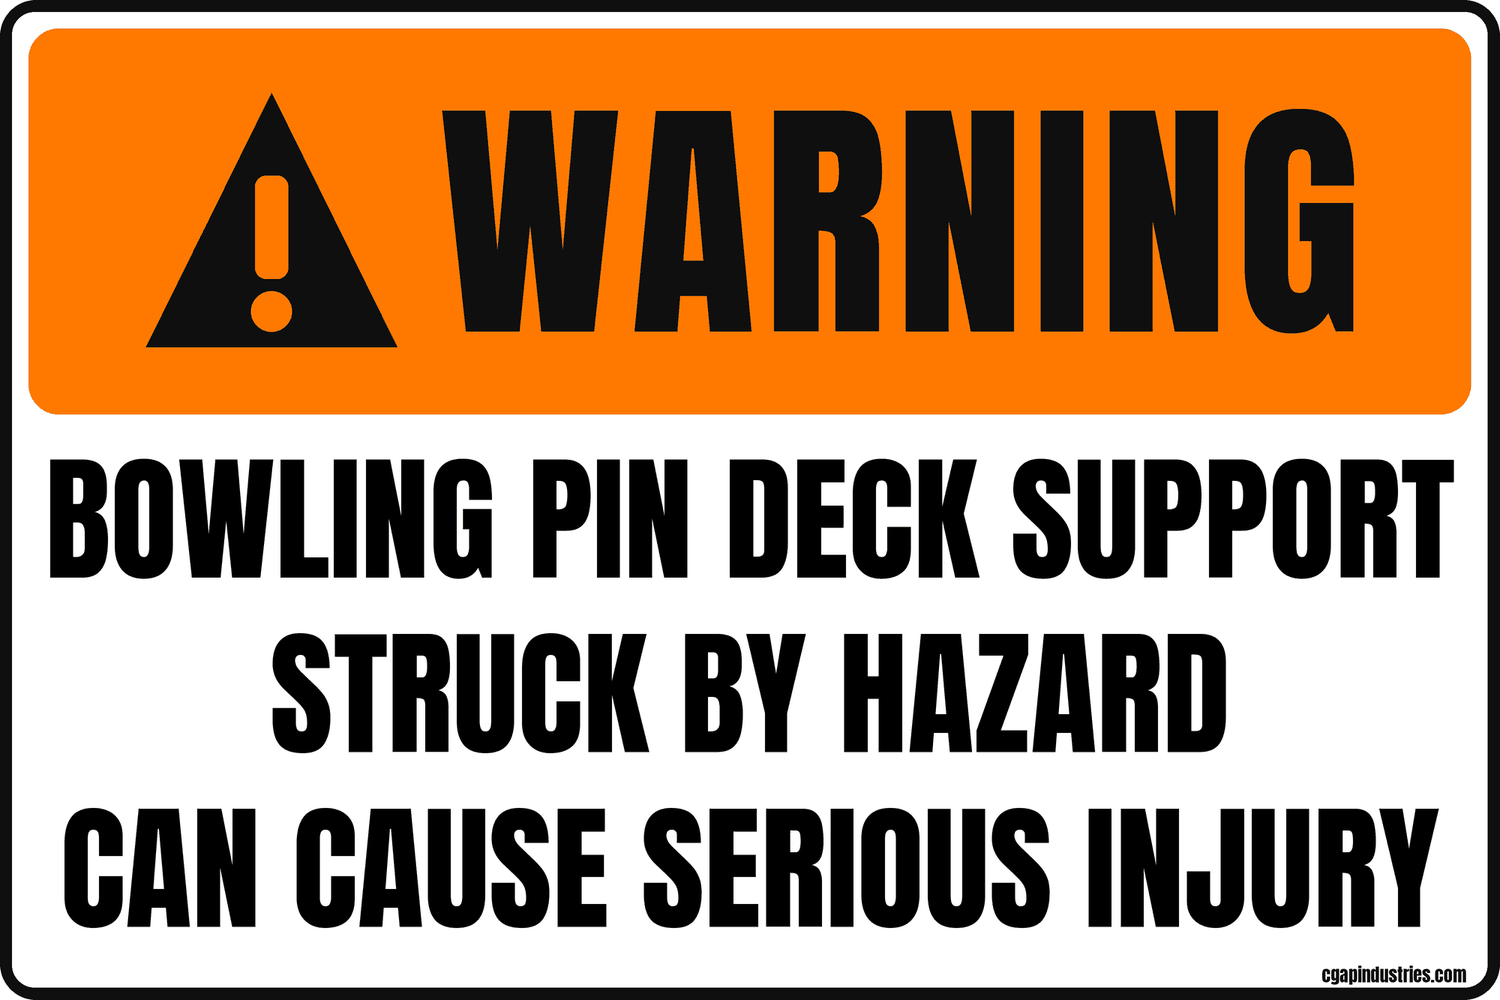 WARNING
BOWLING PIN DECK SUPPORT
STRUCK BY HAZARD
CAN CAUSE SERIOUS INJURY
cgapindustries.com